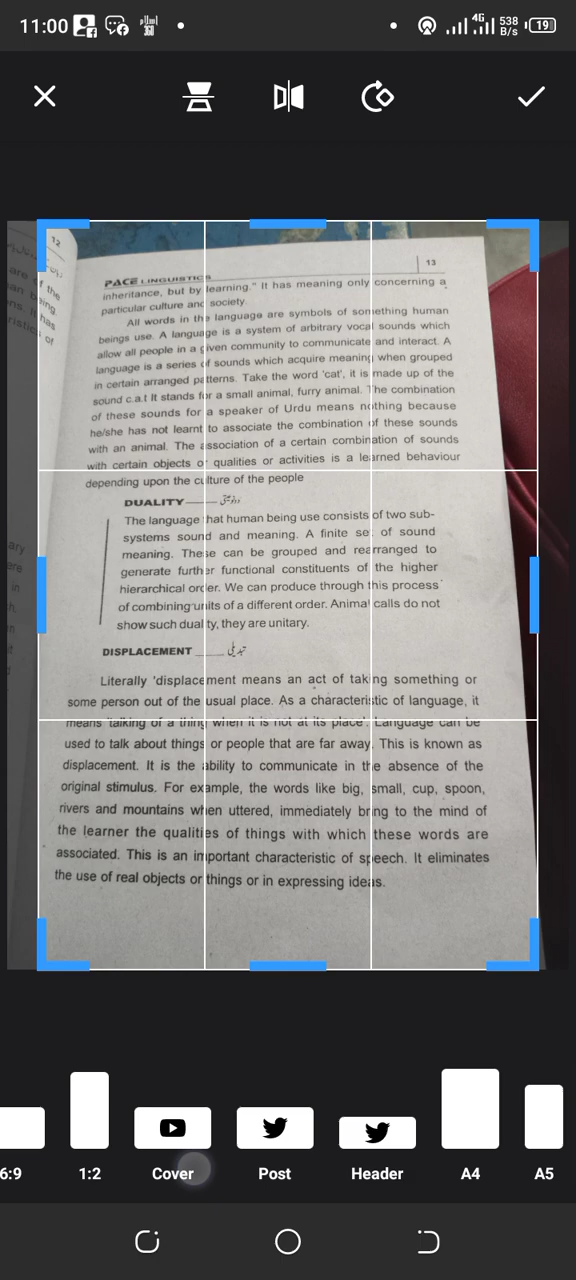 11:00
4G 538 B/s 19
12
13
PACE LINGUISTICS
inheritance, but by learning." It has meaning only concerning a
particular culture and society.
All words in the language are symbols of something human
beings use. A language is a system of arbitrary vocal sounds which
allow all people in a given community to communicate and interact. A
language is a series of sounds which acquire meaning when grouped
in certain arranged patterns. Take the word 'cat', it is made up of the
sound c.a.t It stands for a small animal, furry animal. The combination
of these sounds for a speaker of Urdu means nothing because
he/she has not learnt to associate the combination of these sounds
with an animal. The association of a certain combination of sounds
with certain objects or qualities or activities is a learned behaviour
depending upon the culture of the people
DUALITY
The language that human being use consists of two sub-
systems sound and meaning. A finite set of sound
meaning. These can be grouped and rearranged to
generate further functional constituents of the higher
hierarchical order. We can produce through this process
of combining units of a different order. Animal calls do not
show such duality, they are unitary.
DISPLACEMENT تبدیلی
Literally 'displacement means an act of taking something or
some person out of the usual place. As a characteristic of language, it
means 'talking of a thing when it is not at its place'. Language can be
used to talk about things or people that are far away. This is known as
displacement. It is the ability to communicate in the absence of the
original stimulus. For example, the words like big, small, cup, spoon,
rivers and mountains when uttered, immediately bring to the mind of
the learner the qualities of things with which these words are
associated. This is an important characteristic of speech. It eliminates
the use of real objects or things or in expressing ideas.
6:9 1:2 Cover Post Header A4 A5